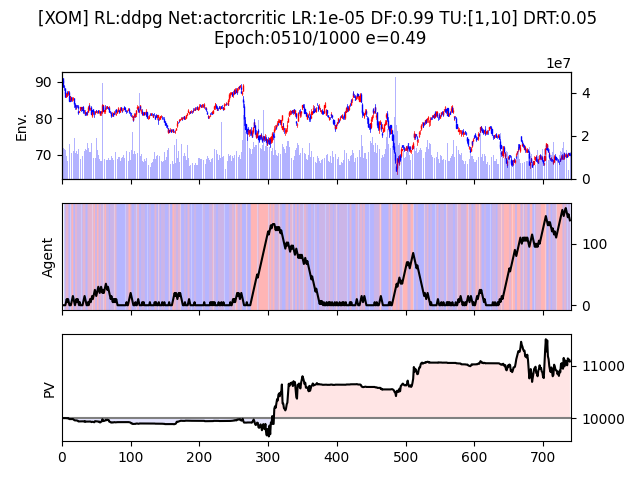 [XOM] RL:ddpg Net:actorcritic LR:1e-05 DF:0.99 TU:[1,10] DRT:0.05
Epoch:0510/1000 e=0.49
1e7
90
80
70
Env.
4
2
0
Agent
100
0
PV
11000
10000
0 100 200 300 400 500 600 700